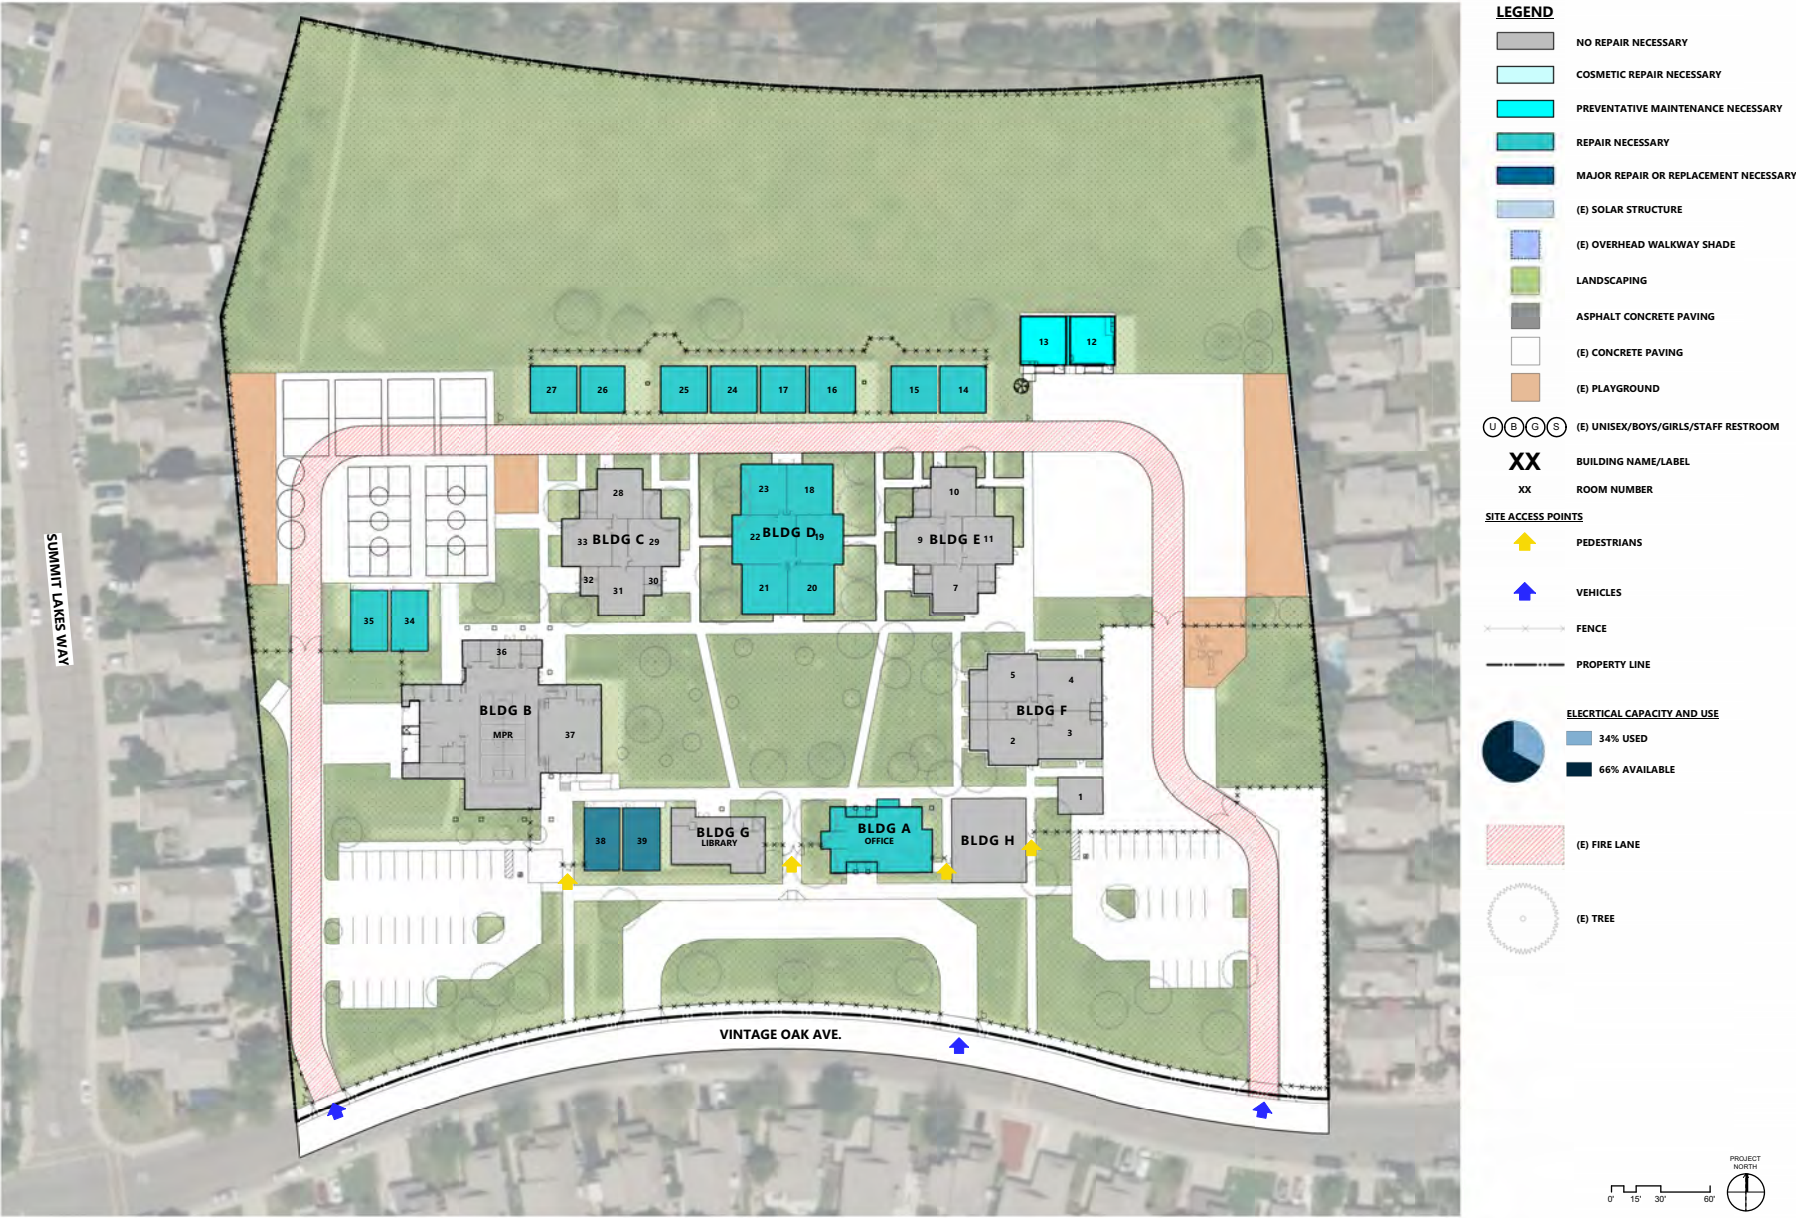 LEGEND
NO REPAIR NECESSARY
COSMETIC REPAIR NECESSARY
PREVENTATIVE MAINTENANCE NECESSARY
REPAIR NECESSARY
MAJOR REPAIR OR REPLACEMENT NECESSARY
(E) SOLAR STRUCTURE
(E) OVERHEAD WALKWAY SHADE
LANDSCAPING
ASPHALT CONCRETE PAVING
(E) CONCRETE PAVING
(E) PLAYGROUND
U B G S (E) UNISEX/BOYS/GIRLS/STAFF RESTROOM
XX BUILDING NAME/LABEL
XX ROOM NUMBER
SITE ACCESS POINTS
PEDESTRIANS
VEHICLES
FENCE
PROPERTY LINE
ELECRTICAL CAPACITY AND USE
34% USED
66% AVAILABLE
(E) FIRE LANE
(E) TREE
PROJECT
NORTH
0' 15' 30' 60'
13 12
27 26 25 24 17 16 15 14
28
33 BLDG C 29
32 30
31
23 18
22 BLDG D 19
21 20
10
9 BLDG E 11
7
35 34
36
BLDG B
MPR 37
5 4
BLDG F
2 3
1
38 39
BLDG G
LIBRARY
BLDG A
OFFICE
BLDG H
SUMMIT LAKES WAY
VINTAGE OAK AVE.